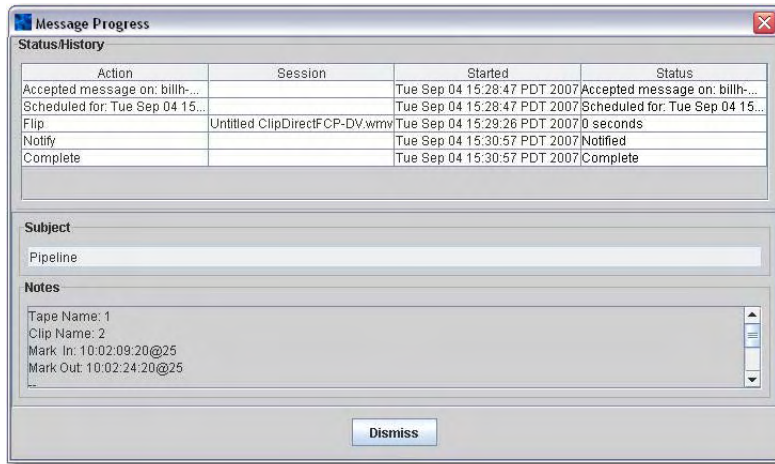 Message Progress
Status/History
Action Session Started Status
Accepted message on: billh-... Tue Sep 04 15:28:47 PDT 2007 Accepted message on: billh-...
Scheduled for: Tue Sep 04 15... Tue Sep 04 15:28:47 PDT 2007 Scheduled for: Tue Sep 04 15...
Flip Untitled ClipDirectFCP-DV.wmv Tue Sep 04 15:29:26 PDT 2007 0 seconds
Notify Tue Sep 04 15:30:57 PDT 2007 Notified
Complete Tue Sep 04 15:30:57 PDT 2007 Complete
Subject
Pipeline
Notes
Tape Name: 1
Clip Name: 2
Mark In: 10:02:09:20@25
Mark Out: 10:02:24:20@25
--
Dismiss